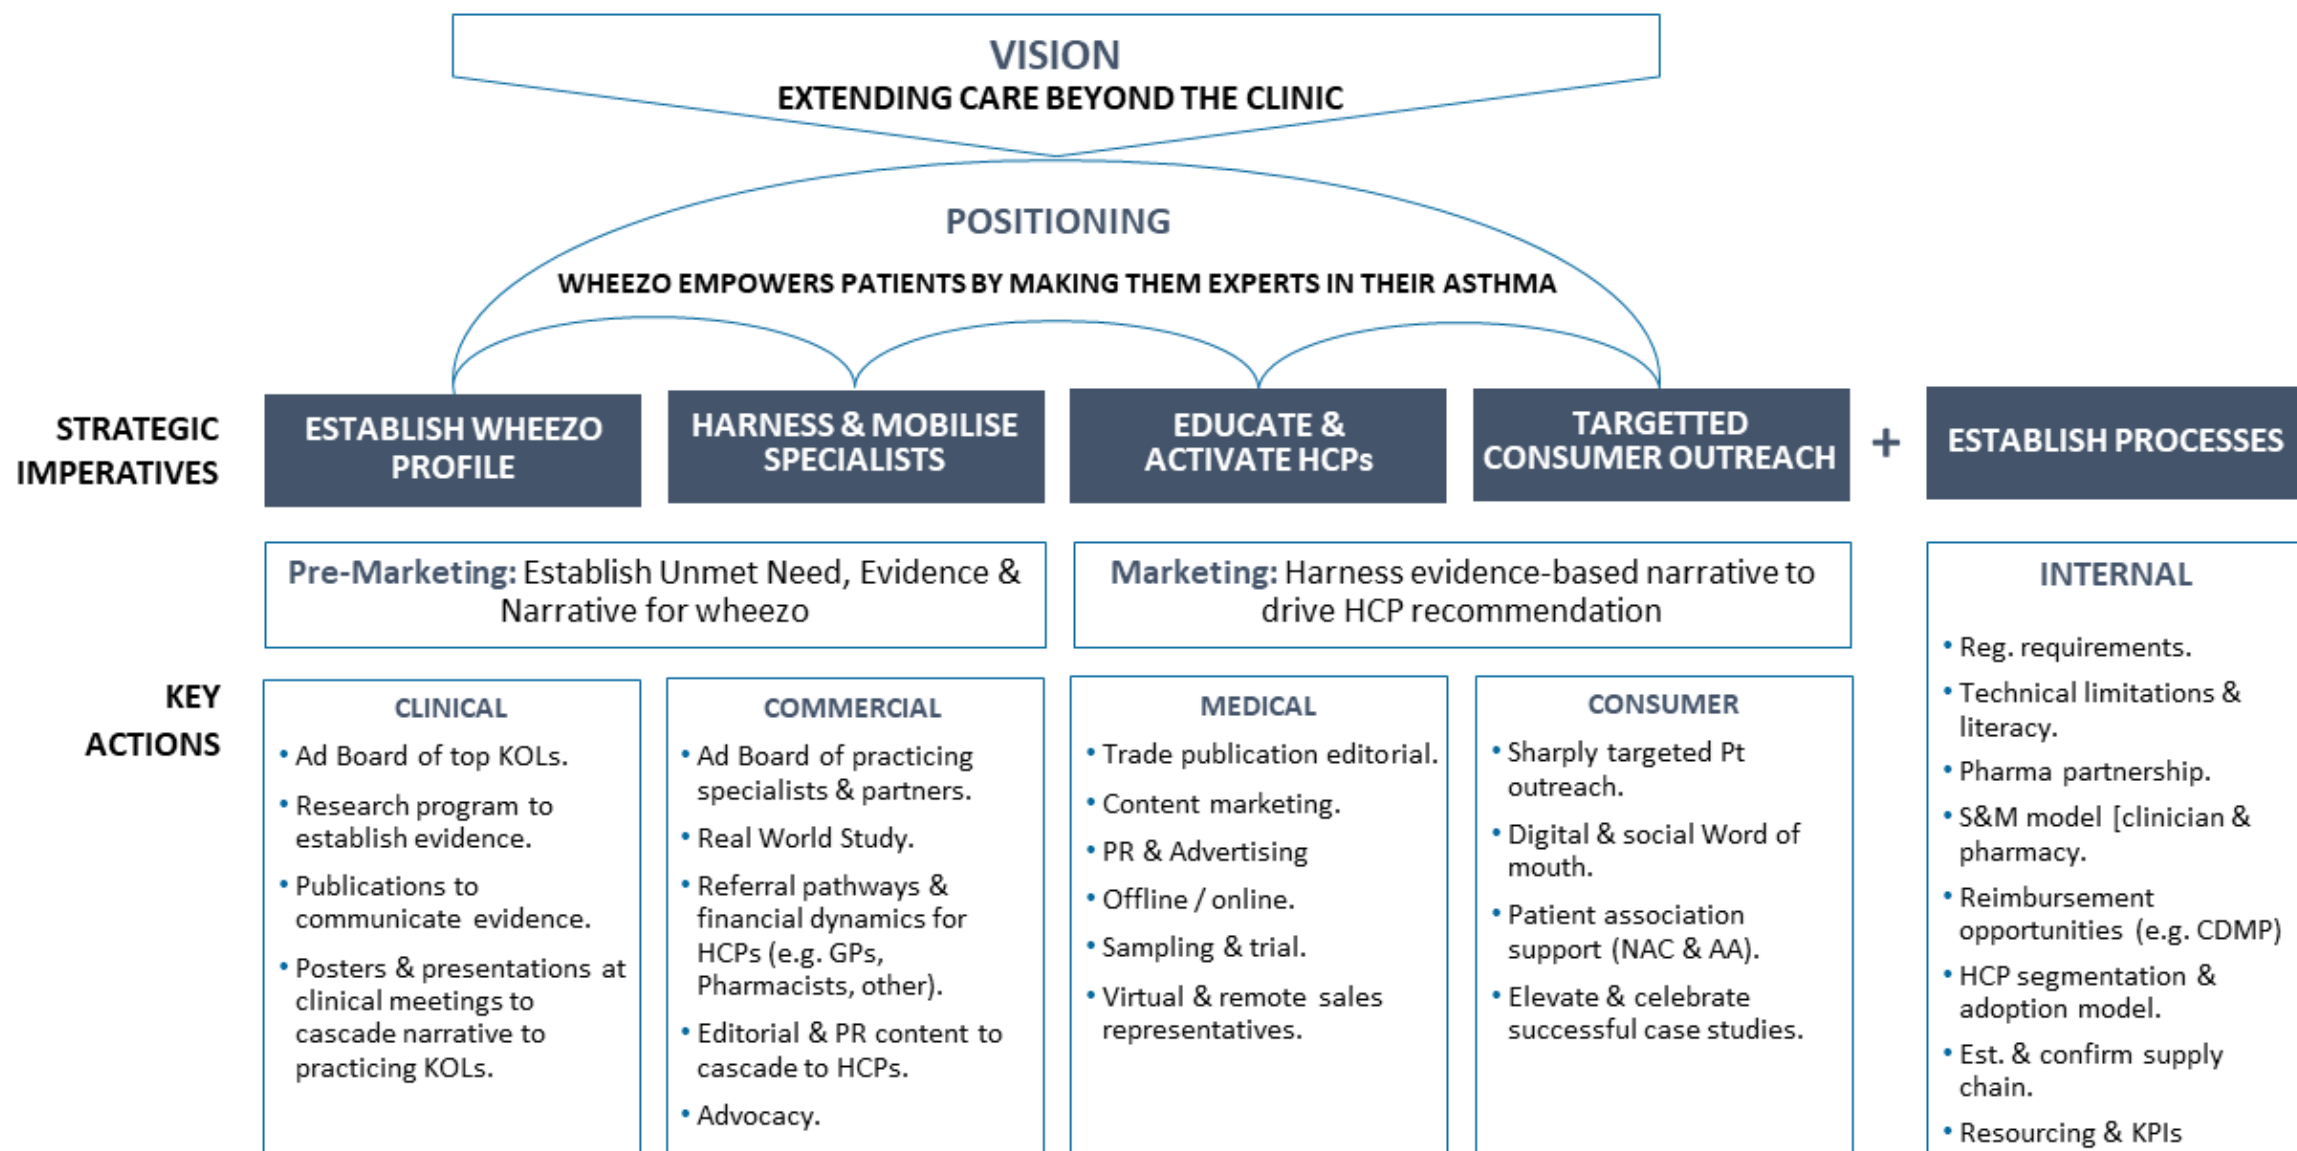 VISION
EXTENDING CARE BEYOND THE CLINIC
POSITIONING
WHEEZO EMPOWERS PATIENTS BY MAKING THEM EXPERTS IN THEIR ASTHMA
STRATEGIC
IMPERATIVES
ESTABLISH WHEEZO
PROFILE
HARNESS & MOBILISE
SPECIALISTS
EDUCATE &
ACTIVATE HCPs
TARGETTED
CONSUMER OUTREACH
+
ESTABLISH PROCESSES
Pre-Marketing: Establish Unmet Need, Evidence &
Narrative for wheezo
Marketing: Harness evidence-based narrative to
drive HCP recommendation
KEY
ACTIONS
CLINICAL
• Ad Board of top KOLs.
• Research program to
establish evidence.
• Publications to
communicate evidence.
• Posters & presentations at
clinical meetings to
cascade narrative to
practicing KOLs.
COMMERCIAL
• Ad Board of practicing
specialists & partners.
• Real World Study.
• Referral pathways &
financial dynamics for
HCPs (e.g. GPs,
Pharmacists, other).
• Editorial & PR content to
cascade to HCPs.
• Advocacy.
MEDICAL
• Trade publication editorial.
• Content marketing.
• PR & Advertising
• Offline / online.
• Sampling & trial.
• Virtual & remote sales
representatives.
CONSUMER
• Sharply targeted Pt
outreach.
• Digital & social Word of
mouth.
• Patient association
support (NAC & AA).
• Elevate & celebrate
successful case studies.
INTERNAL
• Reg. requirements.
• Technical limitations &
literacy.
• Pharma partnership.
• S&M model [clinician &
pharmacy.
• Reimbursement
opportunities (e.g. CDMP)
• HCP segmentation &
adoption model.
• Est. & confirm supply
chain.
• Resourcing & KPIs